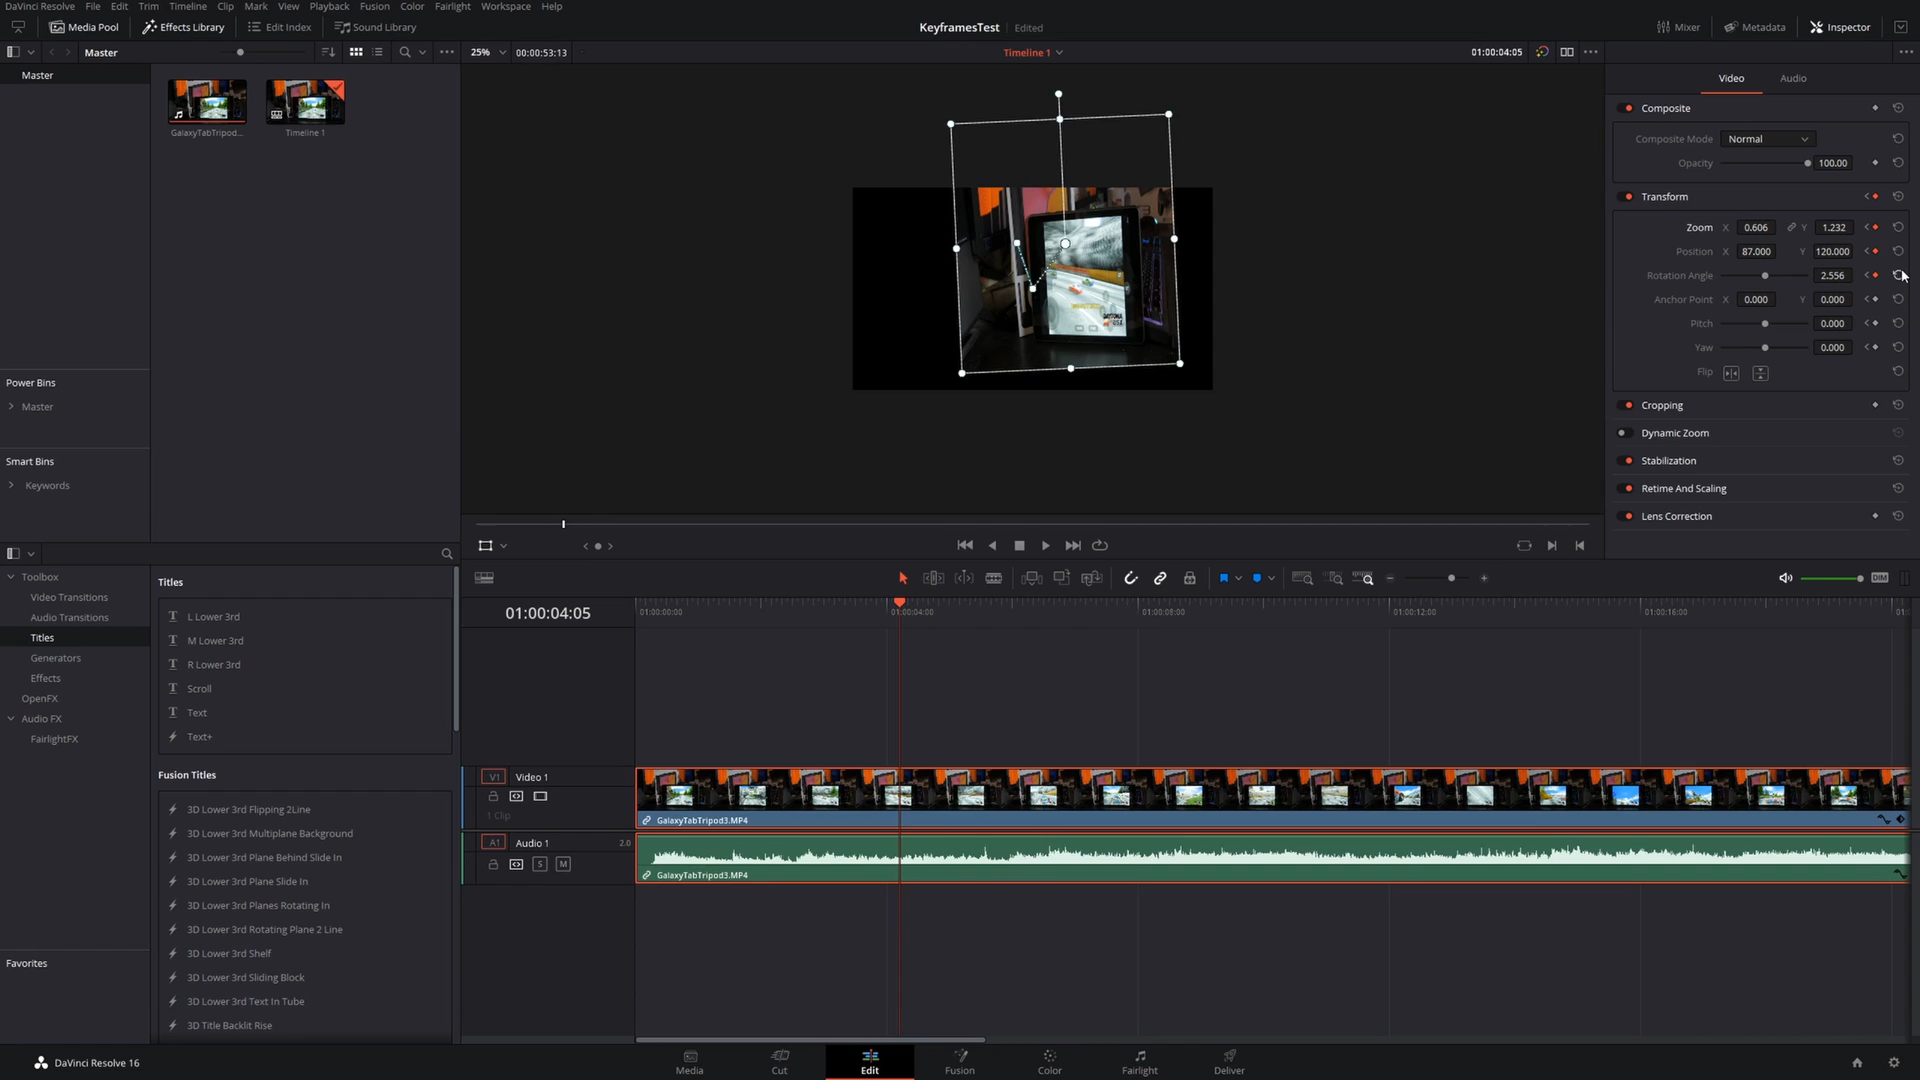 DaVinci Resolve File Edit Trim Timeline Clip Mark View Playback Fusion Color Fairlight Workspace Help
Media Pool Effects Library Edit Index Sound Library KeyframesTest Edited Mixer Metadata Inspector
Master 25% 00:00:53:13 Timeline 1 01:00:04:05
Master
GalaxyTabTripod... Timeline 1
Power Bins
Master
Smart Bins
Keywords
Video Audio
Composite
Composite Mode Normal
Opacity 100.00
Transform
Zoom X 0.606 Y 1.232
Position X 87.000 Y 120.000
Rotation Angle 2.556
Anchor Point X 0.000 Y 0.000
Pitch 0.000
Yaw 0.000
Flip
Cropping
Dynamic Zoom
Stabilization
Retime And Scaling
Lens Correction
DAYTONA
USA
Toolbox
Video Transitions
Audio Transitions
Titles
Generators
Effects
OpenFX
Audio FX
FairlightFX
Favorites
Titles
L Lower 3rd
M Lower 3rd
R Lower 3rd
Scroll
Text
Text+
Fusion Titles
3D Lower 3rd Flipping 2Line
3D Lower 3rd Multiplane Background
3D Lower 3rd Plane Behind Slide In
3D Lower 3rd Plane Slide In
3D Lower 3rd Planes Rotating In
3D Lower 3rd Rotating Plane 2 Line
3D Lower 3rd Shelf
3D Lower 3rd Sliding Block
3D Lower 3rd Text In Tube
3D Title Backlit Rise
DIM
01:00:04:05 01:00:00:00 01:00:04:00 01:00:08:00 01:00:12:00 01:00:16:00
V1 Video 1
1 Clip
GalaxyTabTripod3.MP4
A1 Audio 1 2.0
S M
GalaxyTabTripod3.MP4
DaVinci Resolve 16
Media Cut Edit Fusion Color Fairlight Deliver